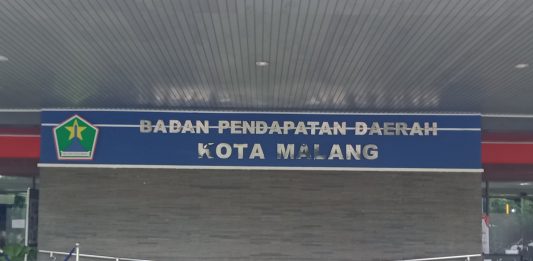 BADAN PENDAPATAN DAERAH
KOTA MALANG